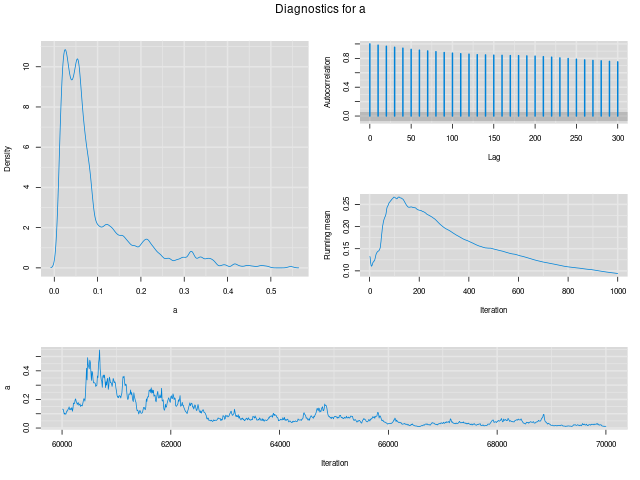 Diagnostics for a
Density
0 2 4 6 8 10
0.0 0.1 0.2 0.3 0.4 0.5
a
Autocorrelation
0.0 0.4 0.8
0 50 100 150 200 250 300
Lag
Running mean
0.10 0.15 0.20 0.25
0 200 400 600 800 1000
Iteration
a
0.0 0.2 0.4
60000 62000 64000 66000 68000 70000
Iteration